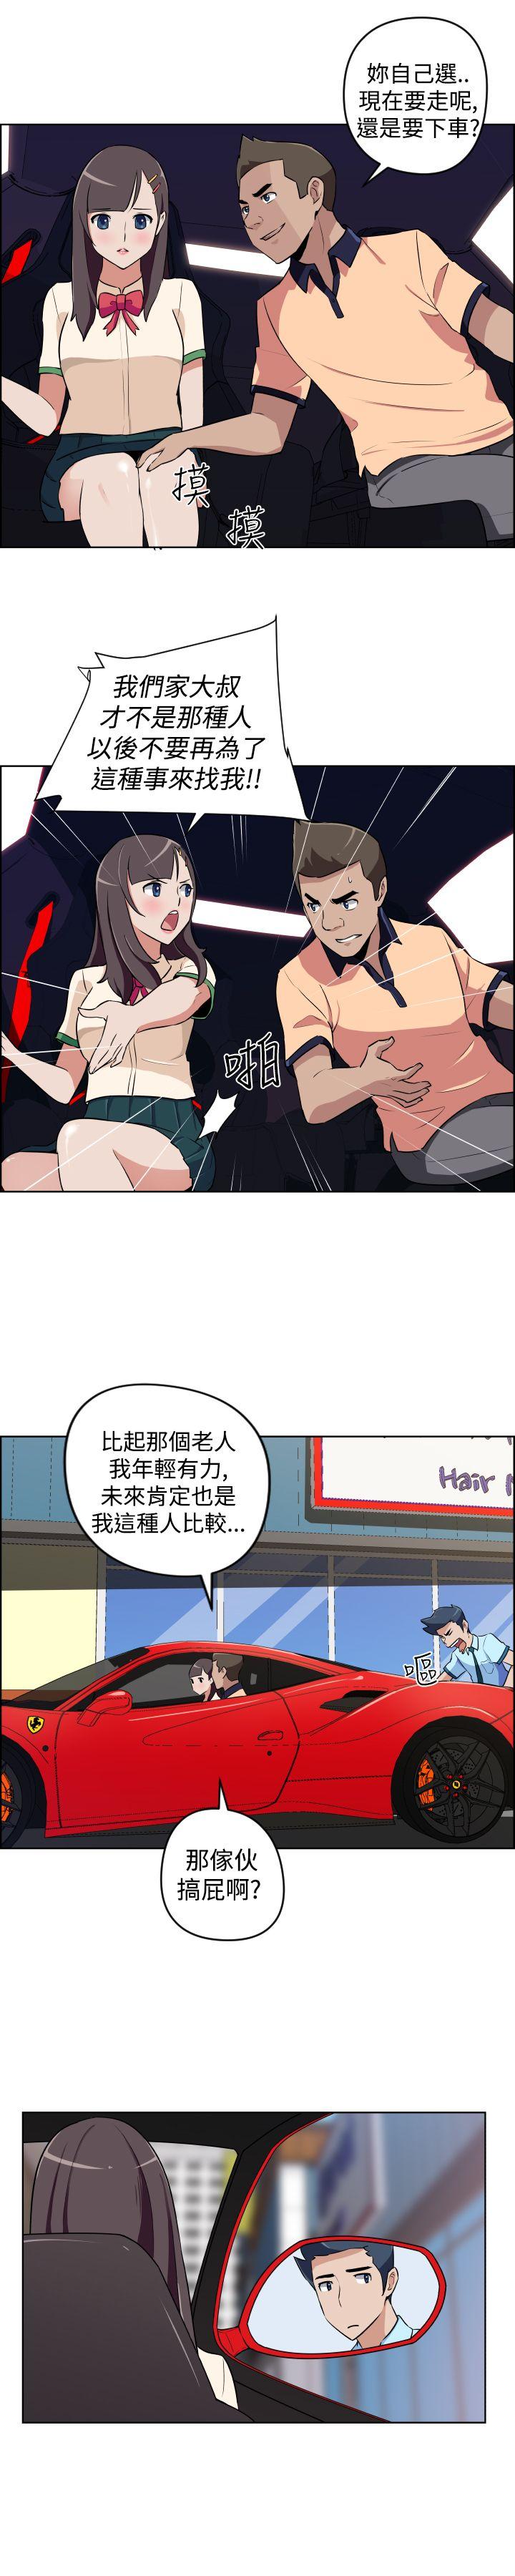 妳自己選..
現在要走呢,
還是要下車?
摸
摸
我們家大叔
才不是那種人
以後不要再為了
這種事來找我!!
啪
比起那個老人
我年輕有力,
未來肯定也是
我這種人比較...
Hair
嘔
那傢伙
搞屁啊?